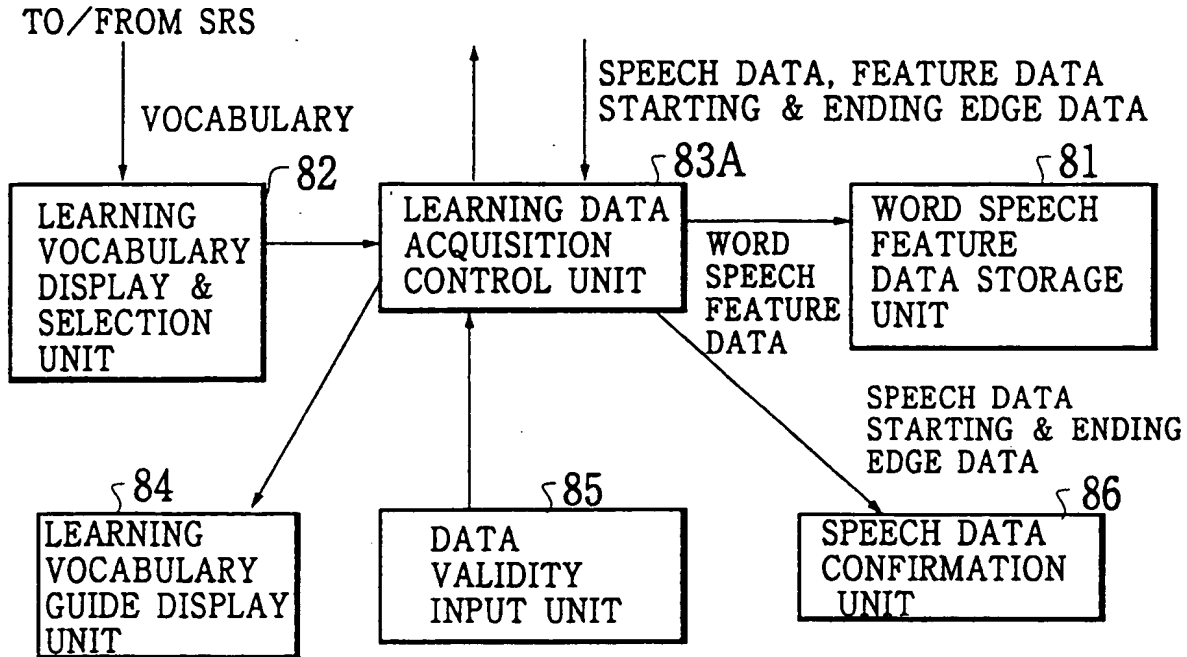 TO/FROM SRS
VOCABULARY
SPEECH DATA, FEATURE DATA
STARTING & ENDING EDGE DATA
82
83A
81
LEARNING
VOCABULARY
DISPLAY &
SELECTION
UNIT
LEARNING DATA
ACQUISITION
CONTROL UNIT
WORD
SPEECH
FEATURE
DATA
WORD SPEECH
FEATURE
DATA STORAGE
UNIT
SPEECH DATA
STARTING & ENDING
EDGE DATA
84
85
86
LEARNING
VOCABULARY
GUIDE DISPLAY
UNIT
DATA
VALIDITY
INPUT UNIT
SPEECH DATA
CONFIRMATION
UNIT